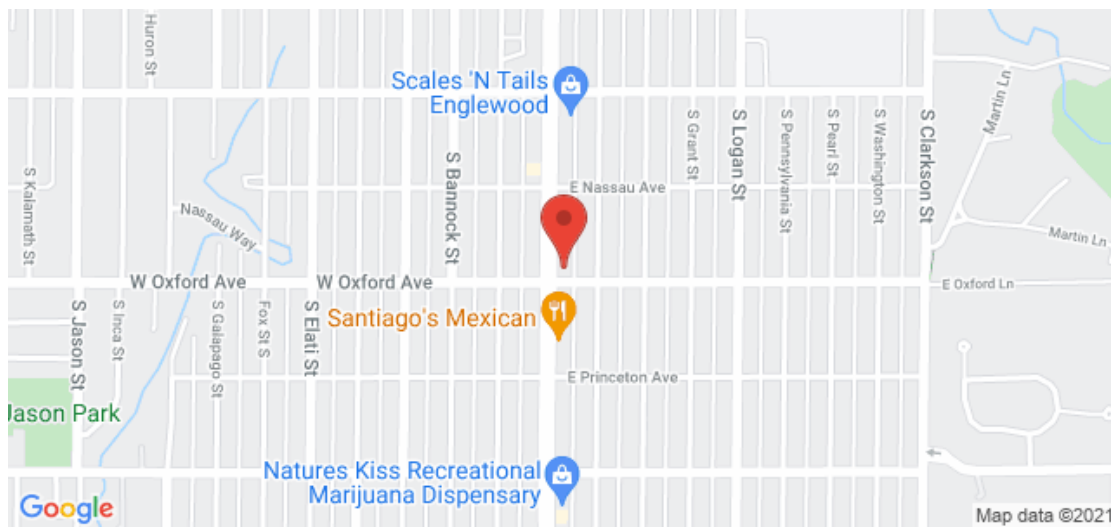 Huron St
Scales 'N Tails
Englewood
Martin Ln
S Kalamath St
Nassau Way
S Bannock St
E Nassau Ave
S Grant St
S Logan St
S Pennsylvania St
S Pearl St
S Washington St
S Clarkson St
Martin Ln
W Oxford Ave
W Oxford Ave
E Oxford Ln
S Jason St
S Inca St
S Galapago St
Fox St S
S Elati St
Santiago's Mexican
E Princeton Ave
Jason Park
Natures Kiss Recreational
Marijuana Dispensary
Google
Map data ©2021